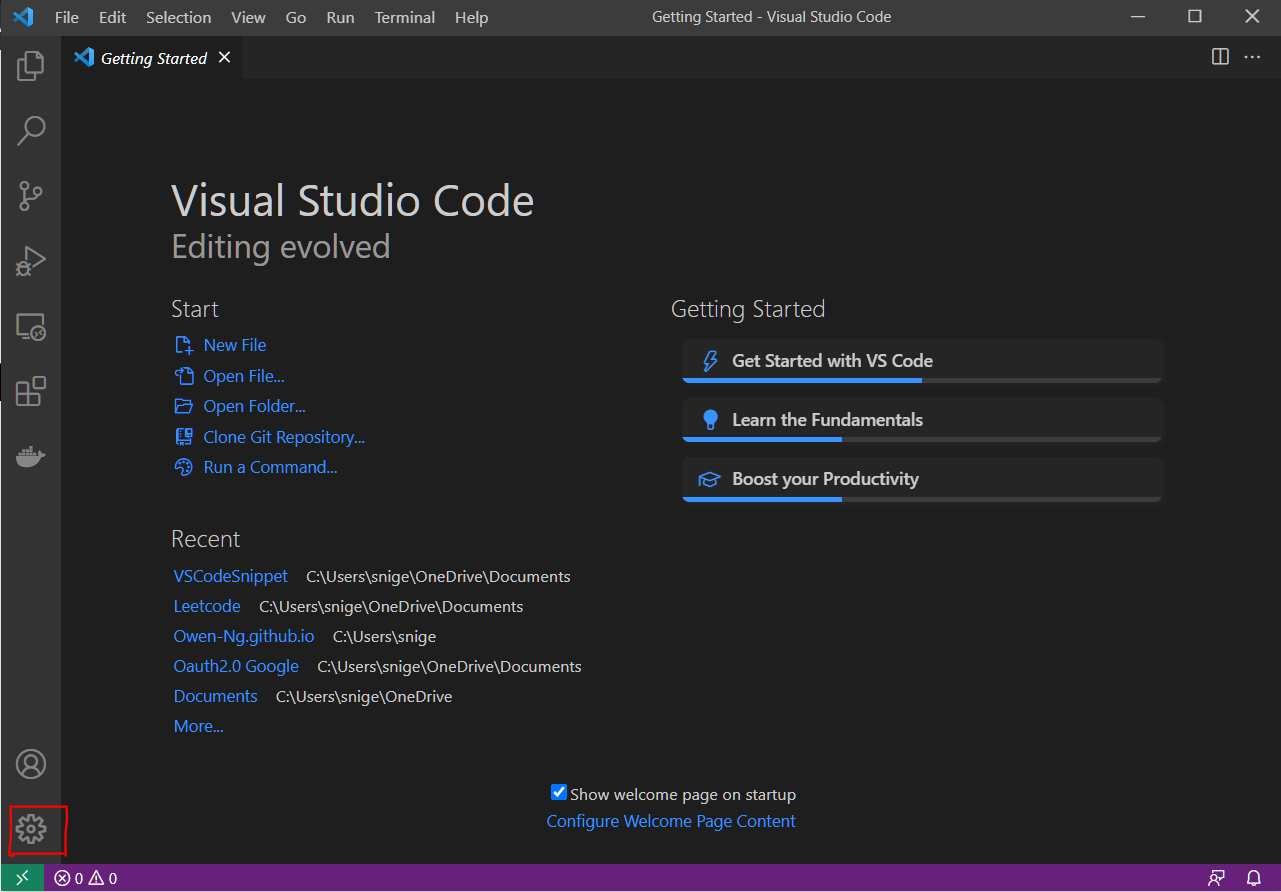 File Edit Selection View Go Run Terminal Help Getting Started - Visual Studio Code
Getting Started
Visual Studio Code
Editing evolved
Start
New File
Open File...
Open Folder...
Clone Git Repository...
Run a Command...
Recent
VSCodeSnippet C:\Users\snige\OneDrive\Documents
Leetcode C:\Users\snige\OneDrive\Documents
Owen-Ng.github.io C:\Users\snige
Oauth2.0 Google C:\Users\snige\OneDrive\Documents
Documents C:\Users\snige\OneDrive
More...
Getting Started
Get Started with VS Code
Learn the Fundamentals
Boost your Productivity
Show welcome page on startup
Configure Welcome Page Content
0 0